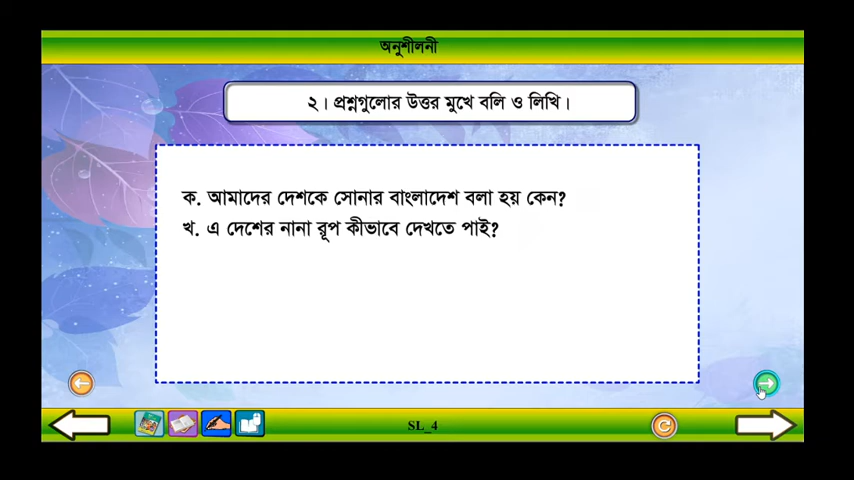 অনুশীলনী
২। প্রশ্নগুলোর উত্তর মুখে বলি ও লিখি।
ক. আমাদের দেশকে সোনার বাংলাদেশ বলা হয় কেন?
খ. এ দেশের নানা রূপ কীভাবে দেখতে পাই?
SL_4